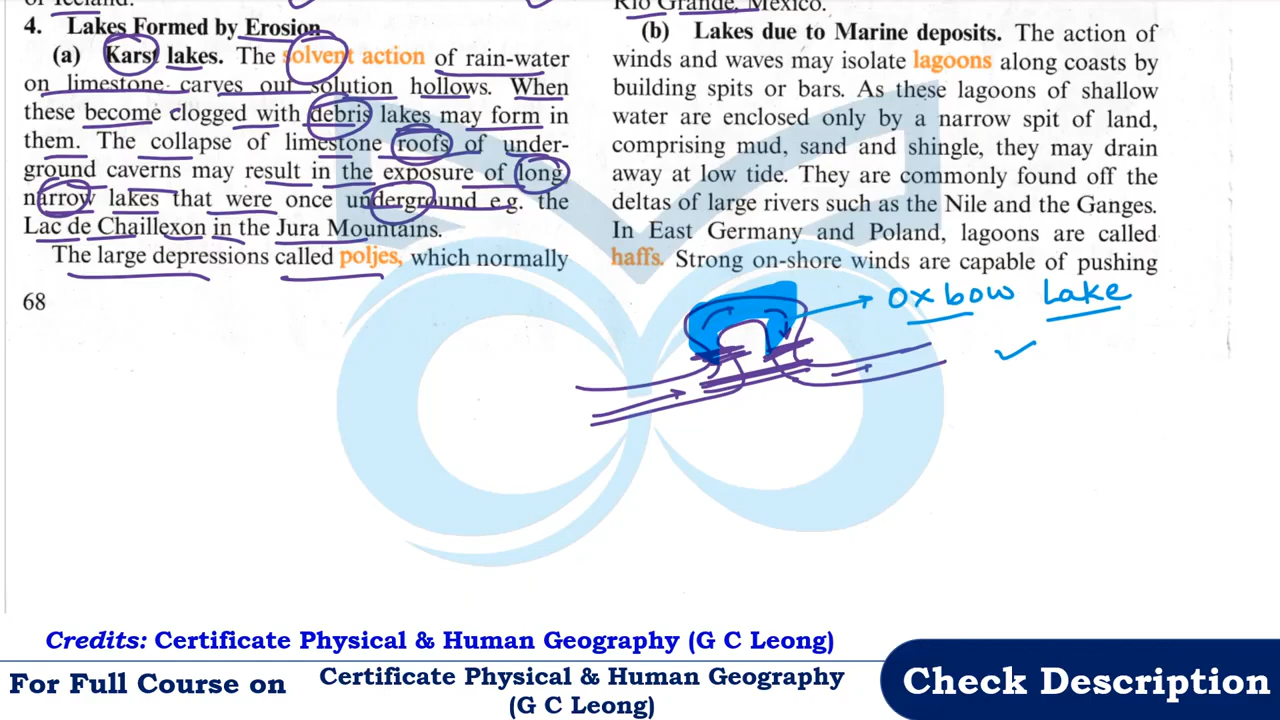 of Iceland.
4. Lakes Formed by Erosion
(a) Karst lakes. The solvent action of rain-water
on limestone carves out solution hollows. When
these become clogged with debris lakes may form in
them. The collapse of limestone roofs of under-
ground caverns may result in the exposure of long
narrow lakes that were once underground e.g. the
Lac de Chaillexon in the Jura Mountains.
The large depressions called poljes, which normally
68
Rio Grande, Mexico.
(b) Lakes due to Marine deposits. The action of
winds and waves may isolate lagoons along coasts by
building spits or bars. As these lagoons of shallow
water are enclosed only by a narrow spit of land,
comprising mud, sand and shingle, they may drain
away at low tide. They are commonly found off the
deltas of large rivers such as the Nile and the Ganges.
In East Germany and Poland, lagoons are called
haffs. Strong on-shore winds are capable of pushing
oxbow Lake
Credits: Certificate Physical & Human Geography (G C Leong)
For Full Course on
Certificate Physical & Human Geography
(G C Leong)
Check Description